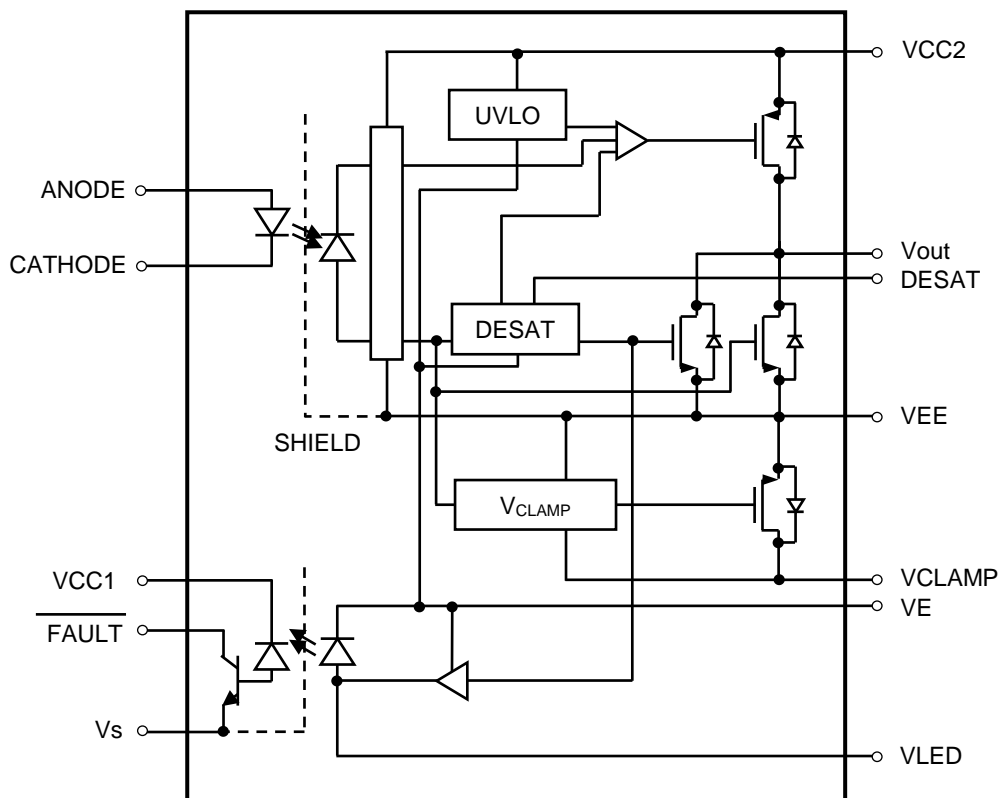 VCC2
UVLO
ANODE
CATHODE
Vout
DESAT
DESAT
VEE
SHIELD
VCLAMP
VCC1
VCLAMP
VE
FAULT
Vs
VLED